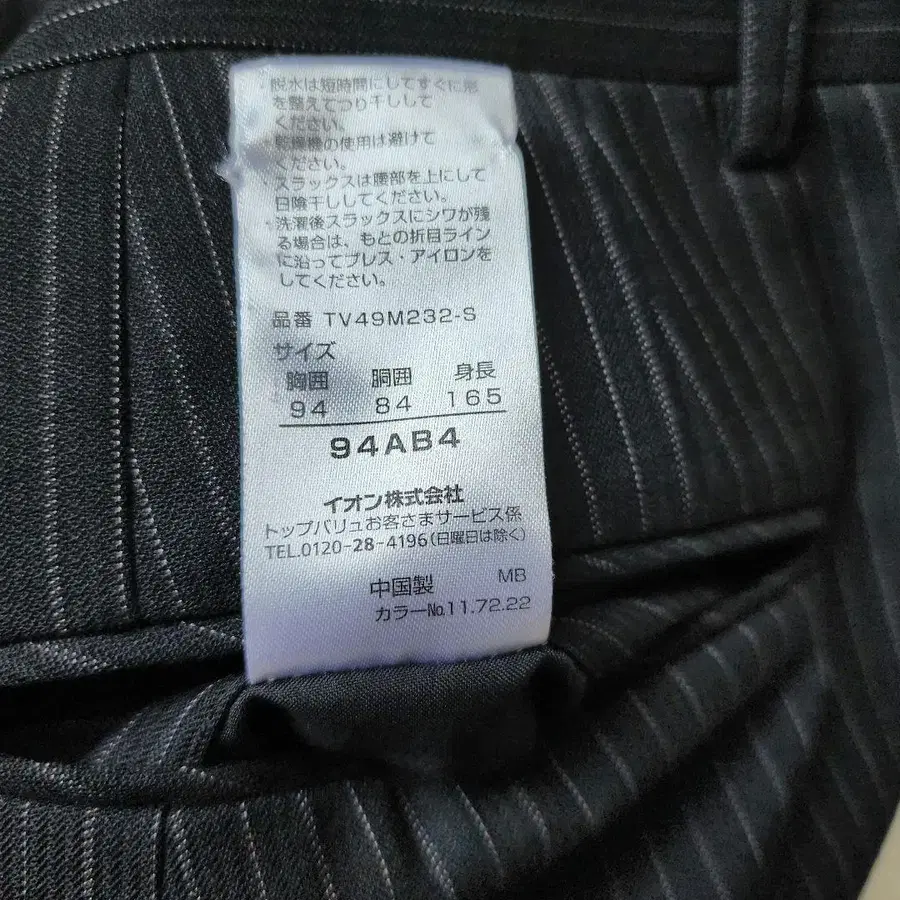 ・脱水は短時間にしてすぐに形
を整えてつり干しして
ください。
・乾燥機の使用は避けて
ください。
・スラックスは腰部を上にして
日陰干ししてください。
・洗濯後スラックスにシワが残
る場合は、もとの折目ライン
に沿ってプレス・アイロンを
してください。
品番 TV49M232-S
サイズ
胸囲 胴囲 身長
94 84 165
94AB4
イオン株式会社
トップバリュお客さまサービス係
TEL.0120-28-4196(日曜日は除く)
中国製 MB
カラー№11.72.22